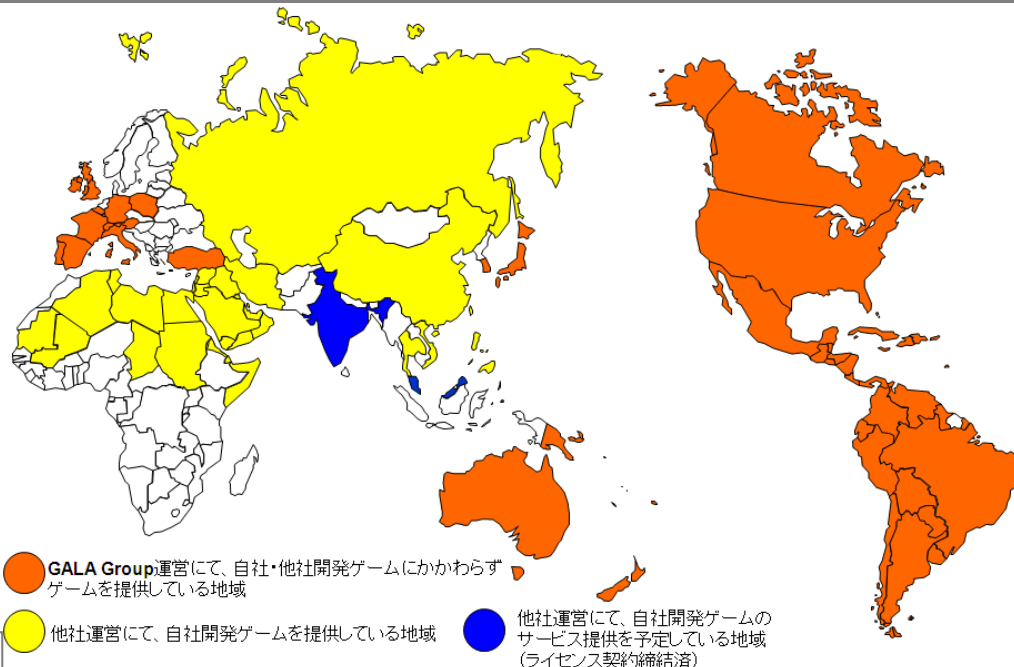 GALA Group運営にて、自社・他社開発ゲームにかかわらず
ゲームを提供している地域
他社運営にて、自社開発ゲームを提供している地域
他社運営にて、自社開発ゲームの
サービス提供を予定している地域
(ライセンス契約締結済)